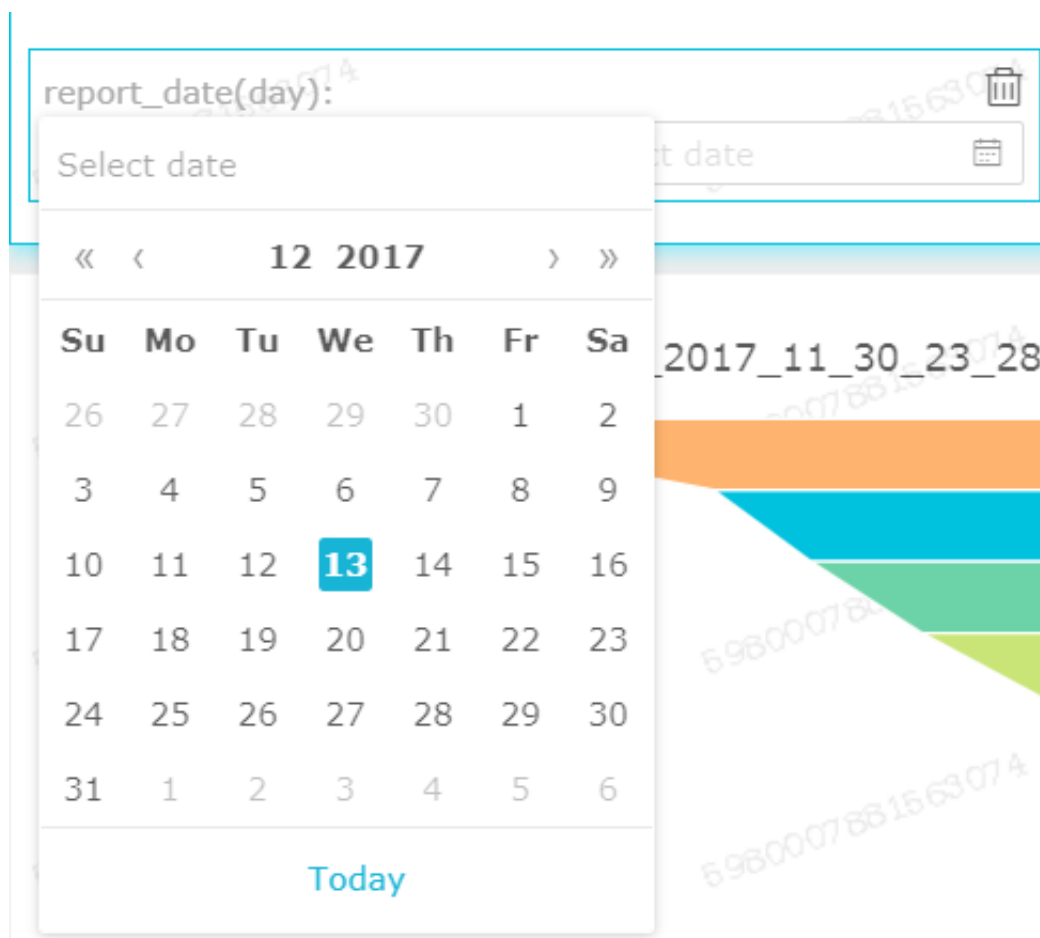 report_date(day):
Select date
t date
« ‹ 12 2017 › »
Su Mo Tu We Th Fr Sa
26 27 28 29 30 1 2
3 4 5 6 7 8 9
10 11 12 13 14 15 16
17 18 19 20 21 22 23
24 25 26 27 28 29 30
31 1 2 3 4 5 6
Today
_2017_11_30_23_28
5980007881563074